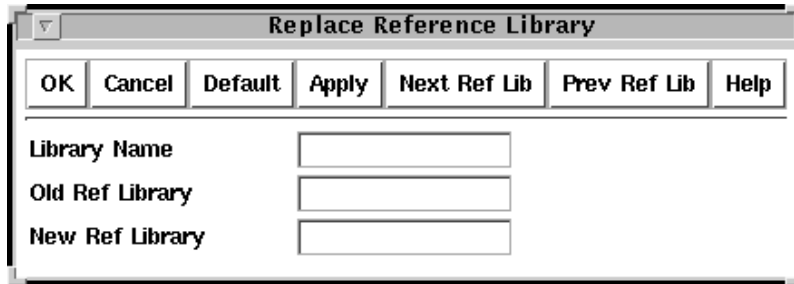 Replace Reference Library
OK Cancel Default Apply Next Ref Lib Prev Ref Lib Help
Library Name
Old Ref Library
New Ref Library